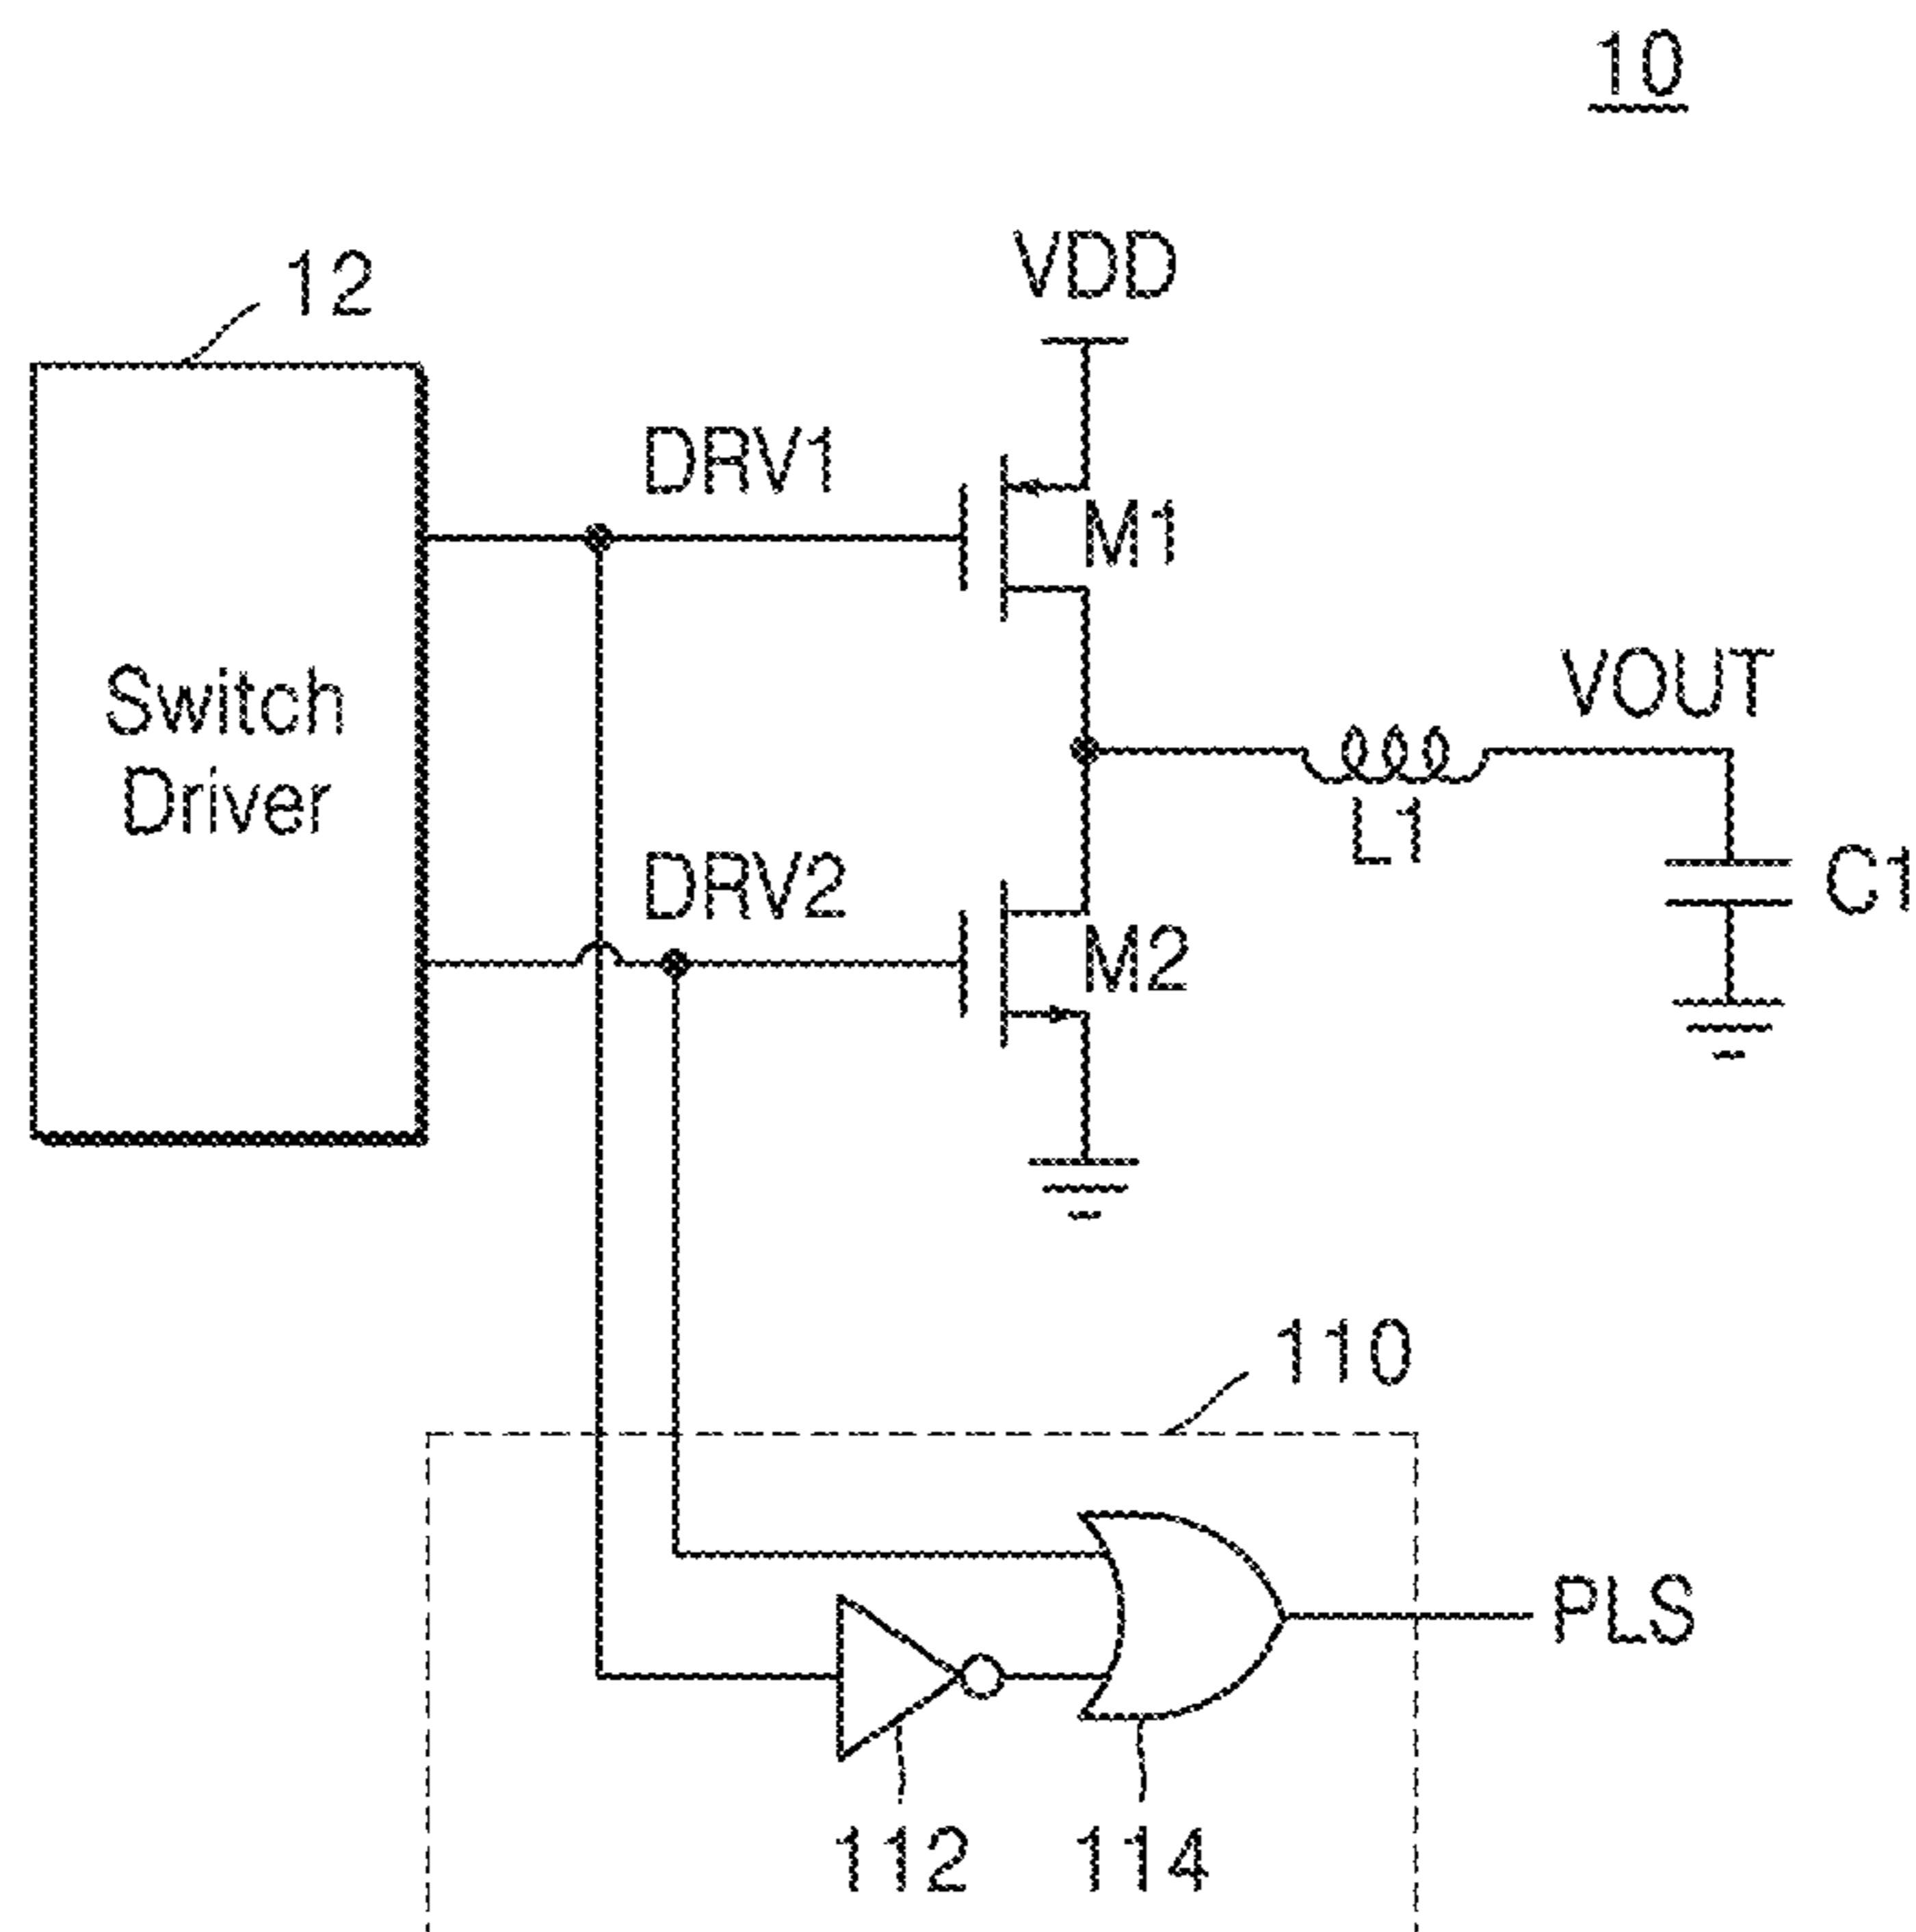 10
12
VDD
DRV1
M1
Switch
Driver
VOUT
L1
DRV2
M2
C1
110
PLS
112
114